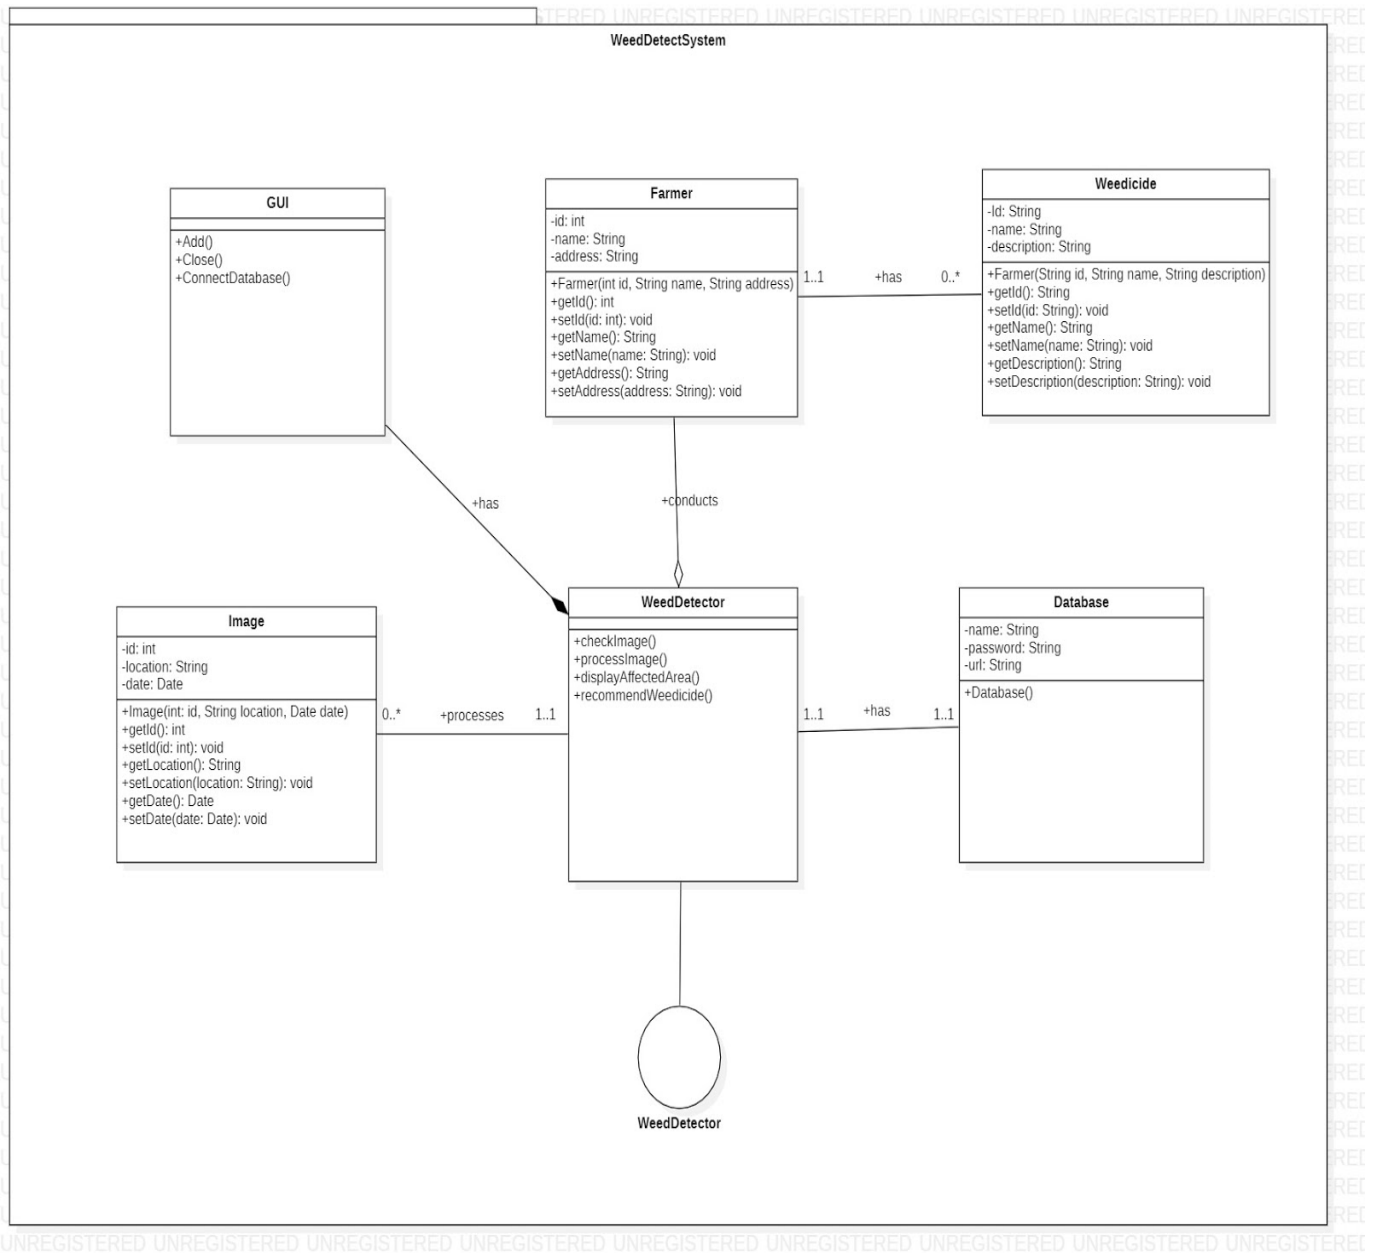 TERED UNREGISTERED UNREGISTERED UNREGISTERED UNREGISTERED UNREGISTERED
WeedDetectSystem
GUI
+Add()
+Close()
+ConnectDatabase()
Farmer
-id: int
-name: String
-address: String
+Farmer(int id, String name, String address)
+getId(): int
+setId(id: int): void
+getName(): String
+setName(name: String): void
+getAddress(): String
+setAddress(address: String): void
1..1 +has 0..*
Weedicide
-Id: String
-name: String
-description: String
+Farmer(String id, String name, String description)
+getId(): String
+setId(id: String): void
+getName(): String
+setName(name: String): void
+getDescription(): String
+setDescription(description: String): void
+has
+conducts
Image
-id: int
-location: String
-date: Date
+Image(int: id, String location, Date date)
+getId(): int
+setId(id: int): void
+getLocation(): String
+setLocation(location: String): void
+getDate(): Date
+setDate(date: Date): void
0..* +processes 1..1
WeedDetector
+checkImage()
+processImage()
+displayAffectedArea()
+recommendWeedicide()
1..1 +has 1..1
Database
-name: String
-password: String
-url: String
+Database()
WeedDetector
UNREGISTERED UNREGISTERED UNREGISTERED UNREGISTERED UNREGISTERED UNREGISTERED UNREGISTERED UNREGISTERED UNREGISTERED